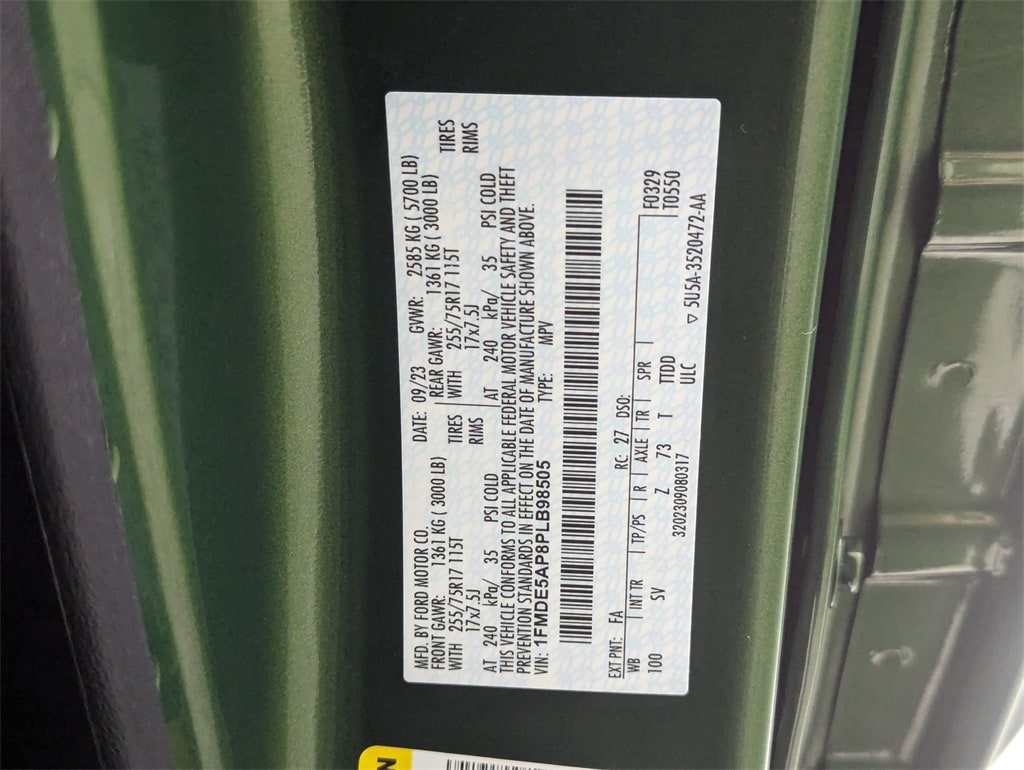 MFD. BY FORD MOTOR CO. DATE: 09/23 GVWR: 2585 KG ( 5700 LB)
FRONT GAWR: 1361 KG ( 3000 LB) REAR GAWR: 1361 KG ( 3000 LB)
WITH 255/75R17 115T TIRES WITH 255/75R17 115T TIRES
17x7.5J RIMS 17x7.5J RIMS
AT 240 kPa/ 35 PSI COLD AT 240 kPa/ 35 PSI COLD
THIS VEHICLE CONFORMS TO ALL APPLICABLE FEDERAL MOTOR VEHICLE SAFETY AND THEFT
PREVENTION STANDARDS IN EFFECT ON THE DATE OF MANUFACTURE SHOWN ABOVE.
VIN: 1FMDE5AP8PLB98505 TYPE: MPV
EXT PNT: FA RC: 27 DSO:
WB INT TR TP/PS R AXLE TR SPR F0329
100 SV Z 73 T TTDD T0550
3202309080317 ULC
▽ 5U5A-3520472-AA
N